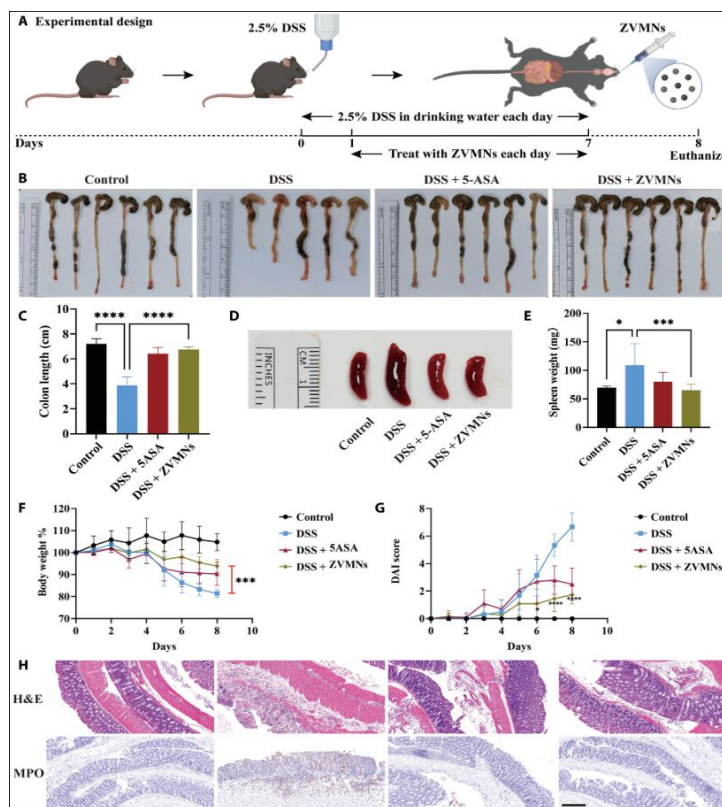 A Experimental design
2.5% DSS
ZVMNs
2.5% DSS in drinking water each day
Days
0
1
7
8
Treat with ZVMNs each day
Euthanize
B
Control
DSS
DSS + 5-ASA
DSS + ZVMNs
C
Colon length (cm)
10
8
6
4
2
0
****
****
Control
DSS
DSS + 5ASA
DSS + ZVMNs
D
INCHES
CM 1
Control
DSS
DSS + 5-ASA
DSS + ZVMNs
E
Spleen weight (mg)
200
150
100
50
0
*
***
Control
DSS
DSS + 5ASA
DSS + ZVMNs
F
Body weight %
120
110
100
90
80
70
0 2 4 6 8 10
Days
Control
DSS
DSS + 5ASA
DSS + ZVMNs
***
G
DAI score
8
6
4
2
0
0 2 4 6 8 10
Days
Control
DSS
DSS + 5ASA
DSS + ZVMNs
*
****
****
H
H&E
MPO